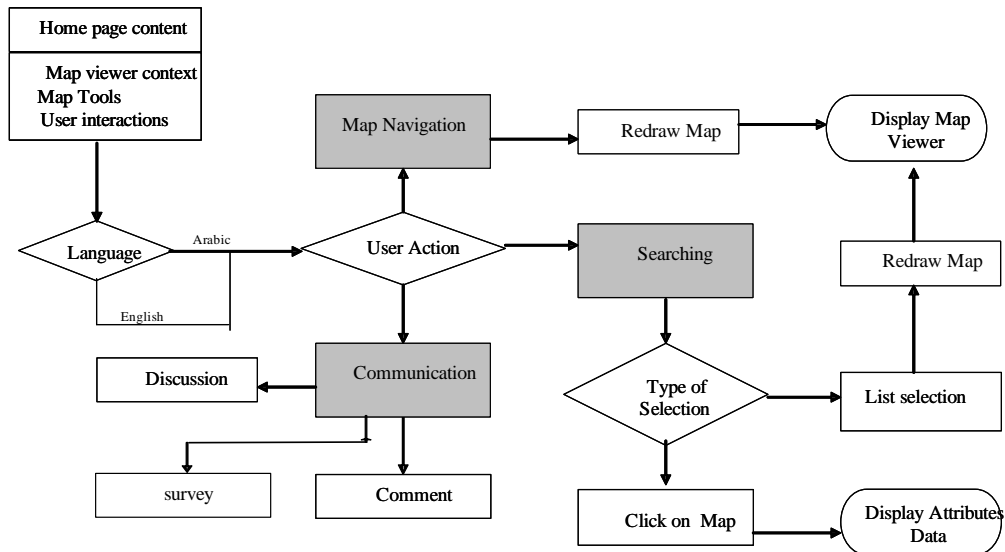 Home page content
Map viewer context
Map Tools
User interactions
Language
Arabic
English
User Action
Map Navigation
Redraw Map
Display Map
Viewer
Searching
Redraw Map
Communication
Discussion
survey
Comment
Type of
Selection
List selection
Click on Map
Display Attributes
Data